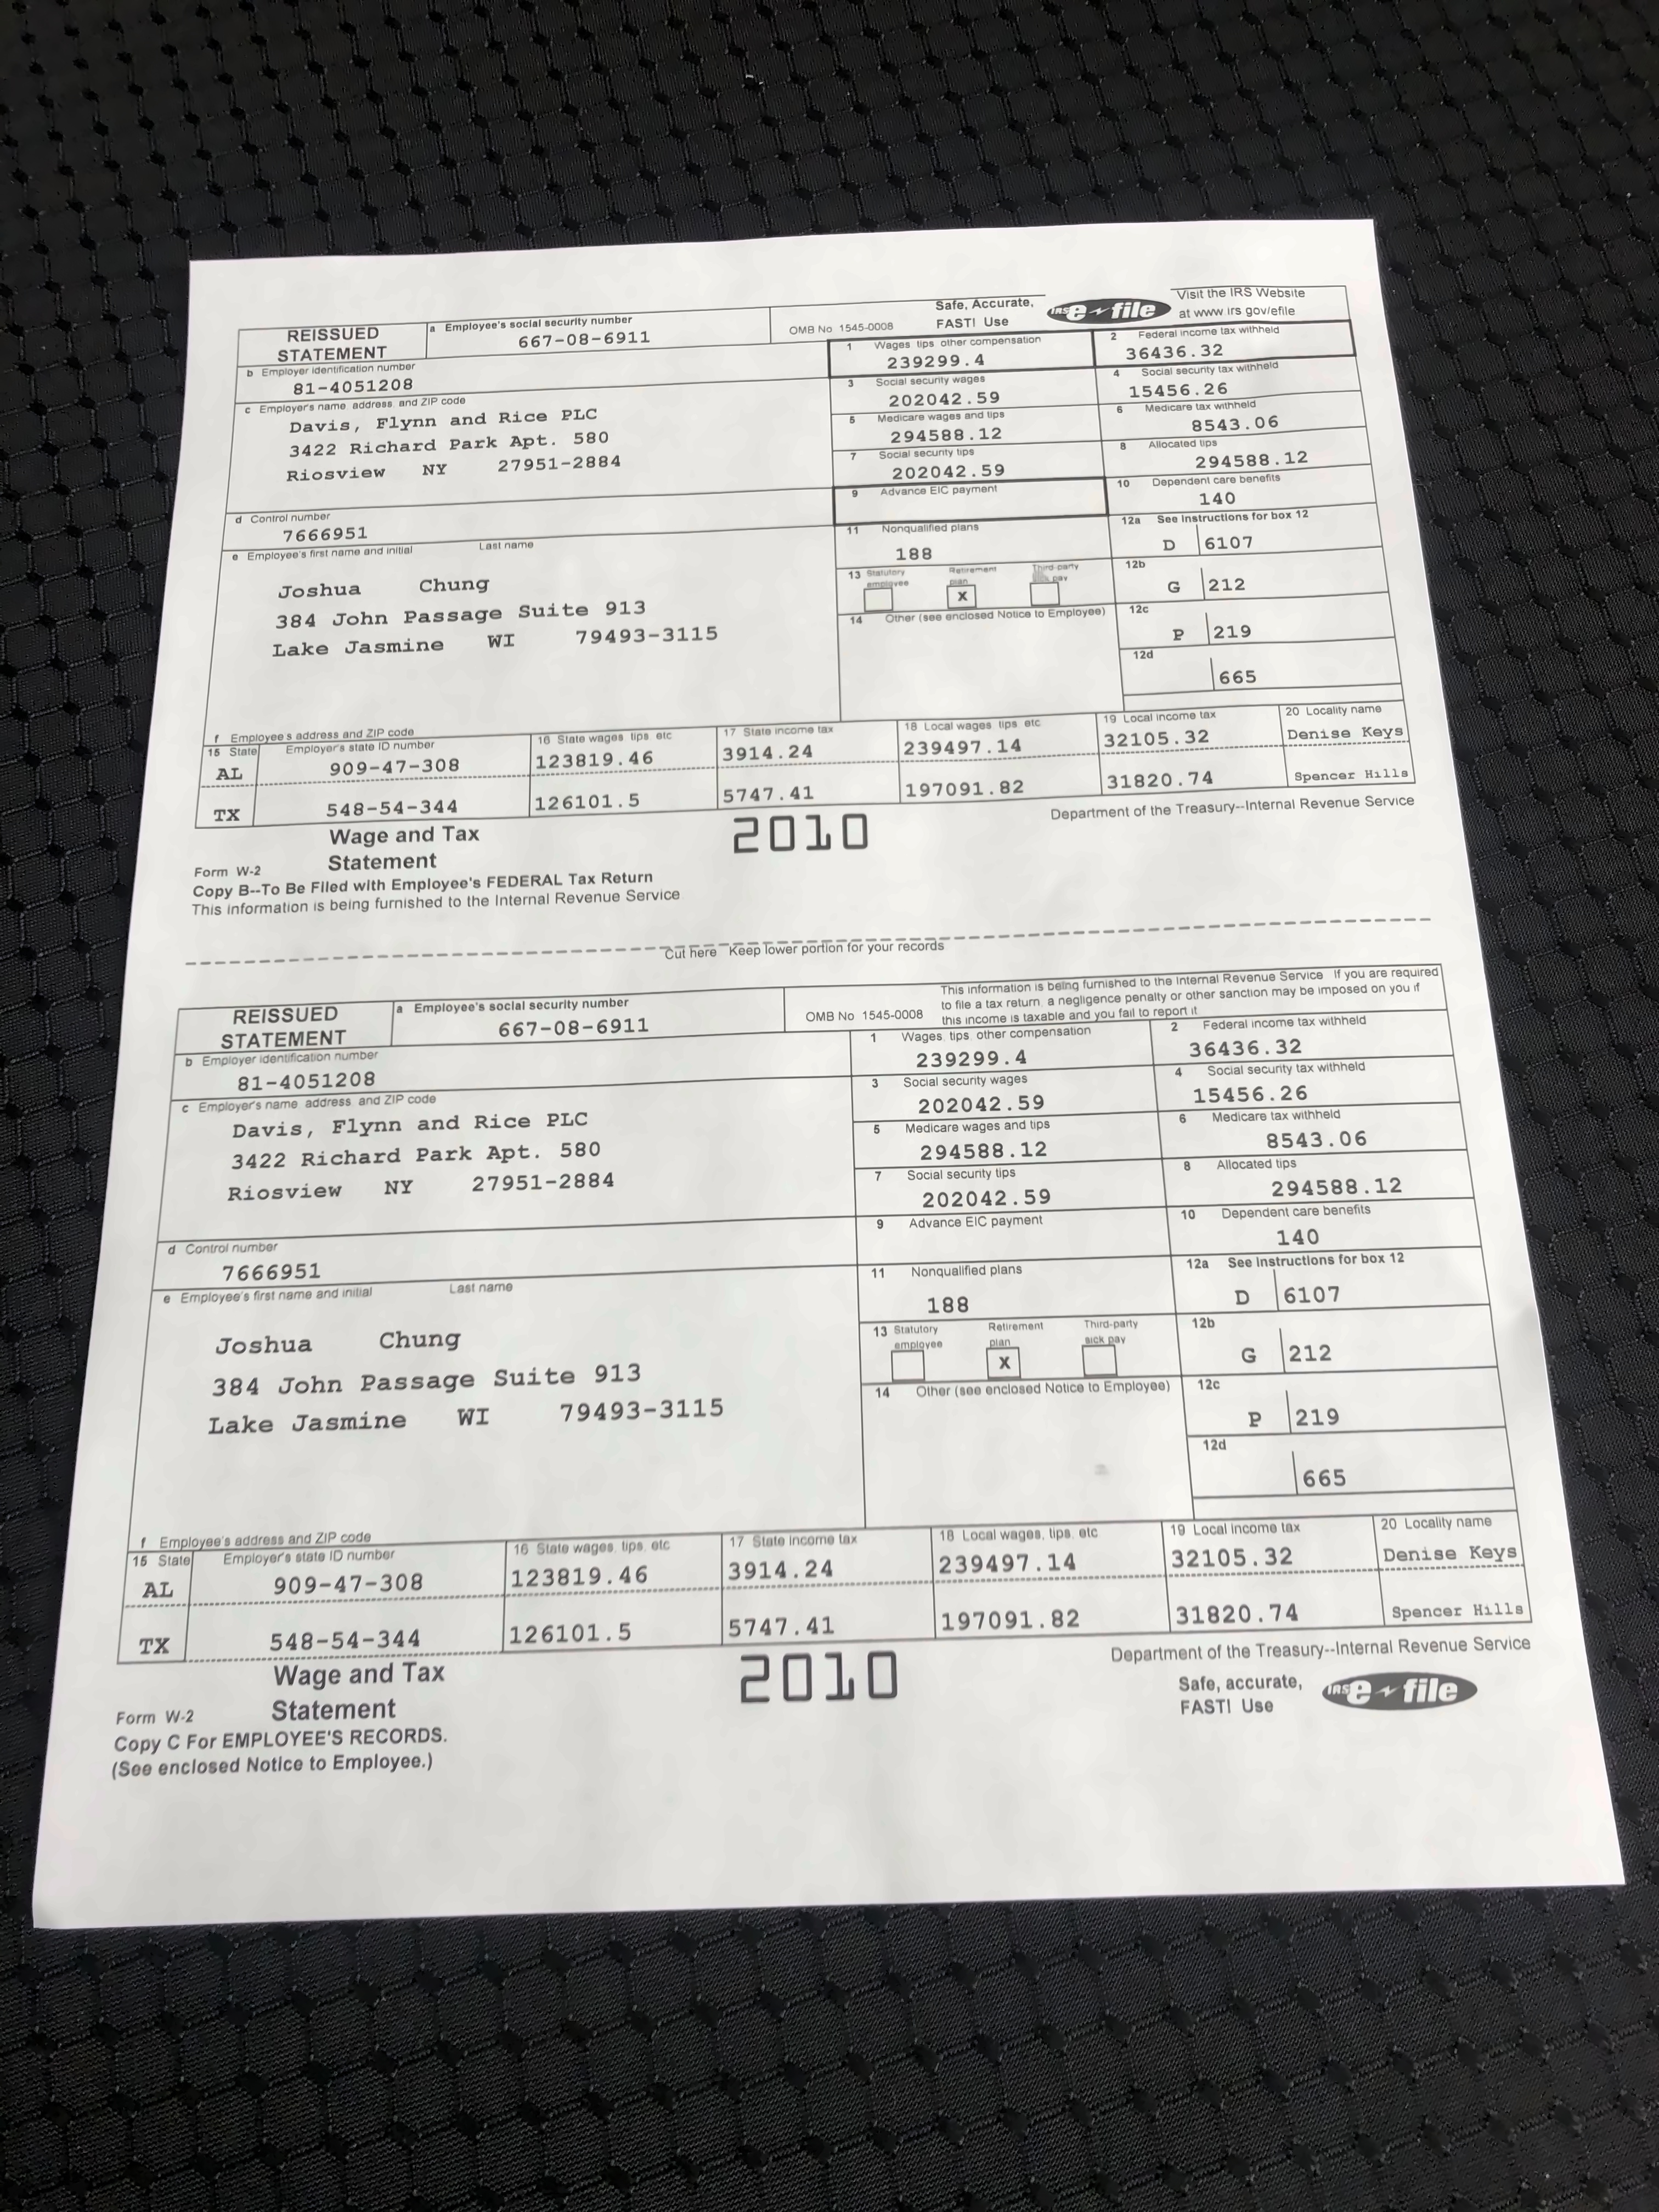 REISSUED
STATEMENT
a Employee's social security number
667-08-6911
OMB No 1545-0008
Safe, Accurate,
FAST! Use
IRS e-file
Visit the IRS Website
at www irs gov/efile
b Employer identification number
81-4051208
1 Wages tips other compensation
239299.4
2 Federal income tax withheld
36436.32
c Employer's name address and ZIP code
Davis, Flynn and Rice PLC
3422 Richard Park Apt. 580
Riosview NY 27951-2884
3 Social security wages
202042.59
4 Social security tax withheld
15456.26
5 Medicare wages and tips
294588.12
6 Medicare tax withheld
8543.06
7 Social security tips
202042.59
8 Allocated tips
294588.12
9 Advance EIC payment
10 Dependent care benefits
140
d Control number
7666951
11 Nonqualified plans
188
12a See instructions for box 12
D 6107
e Employee's first name and initial Last name
Joshua Chung
384 John Passage Suite 913
Lake Jasmine WI 79493-3115
13 Statutory employee Retirement plan Third-party sick pay
X
12b
G 212
14 Other (see enclosed Notice to Employee)
12c
P 219
12d
665
f Employee s address and ZIP code
15 State Employer's state ID number 16 State wages tips etc 17 State income tax 18 Local wages tips etc 19 Local income tax 20 Locality name
AL 909-47-308 123819.46 3914.24 239497.14 32105.32 Denise Keys
TX 548-54-344 126101.5 5747.41 197091.82 31820.74 Spencer Hills
Wage and Tax
Statement
2010
Department of the Treasury--Internal Revenue Service
Form W-2
Copy B--To Be Filed with Employee's FEDERAL Tax Return
This information is being furnished to the Internal Revenue Service
Cut here Keep lower portion for your records
REISSUED
STATEMENT
a Employee's social security number
667-08-6911
OMB No 1545-0008
This information is being furnished to the Internal Revenue Service If you are required
to file a tax return a negligence penalty or other sanction may be imposed on you if
this income is taxable and you fail to report it
b Employer identification number
81-4051208
1 Wages tips other compensation
239299.4
2 Federal income tax withheld
36436.32
c Employer's name address and ZIP code
Davis, Flynn and Rice PLC
3422 Richard Park Apt. 580
Riosview NY 27951-2884
3 Social security wages
202042.59
4 Social security tax withheld
15456.26
5 Medicare wages and tips
294588.12
6 Medicare tax withheld
8543.06
7 Social security tips
202042.59
8 Allocated tips
294588.12
9 Advance EIC payment
10 Dependent care benefits
140
d Control number
7666951
11 Nonqualified plans
188
12a See instructions for box 12
D 6107
e Employee's first name and initial Last name
Joshua Chung
384 John Passage Suite 913
Lake Jasmine WI 79493-3115
13 Statutory employee Retirement plan Third-party sick pay
X
12b
G 212
14 Other (see enclosed Notice to Employee)
12c
P 219
12d
665
f Employee's address and ZIP code
15 State Employer's state ID number 16 State wages, tips, etc 17 State income tax 18 Local wages, tips, etc 19 Local income tax 20 Locality name
AL 909-47-308 123819.46 3914.24 239497.14 32105.32 Denise Keys
TX 548-54-344 126101.5 5747.41 197091.82 31820.74 Spencer Hills
Wage and Tax
Statement
2010
Department of the Treasury--Internal Revenue Service
Safe, accurate,
FAST! Use
IRS e-file
Form W-2
Copy C For EMPLOYEE'S RECORDS.
(See enclosed Notice to Employee.)